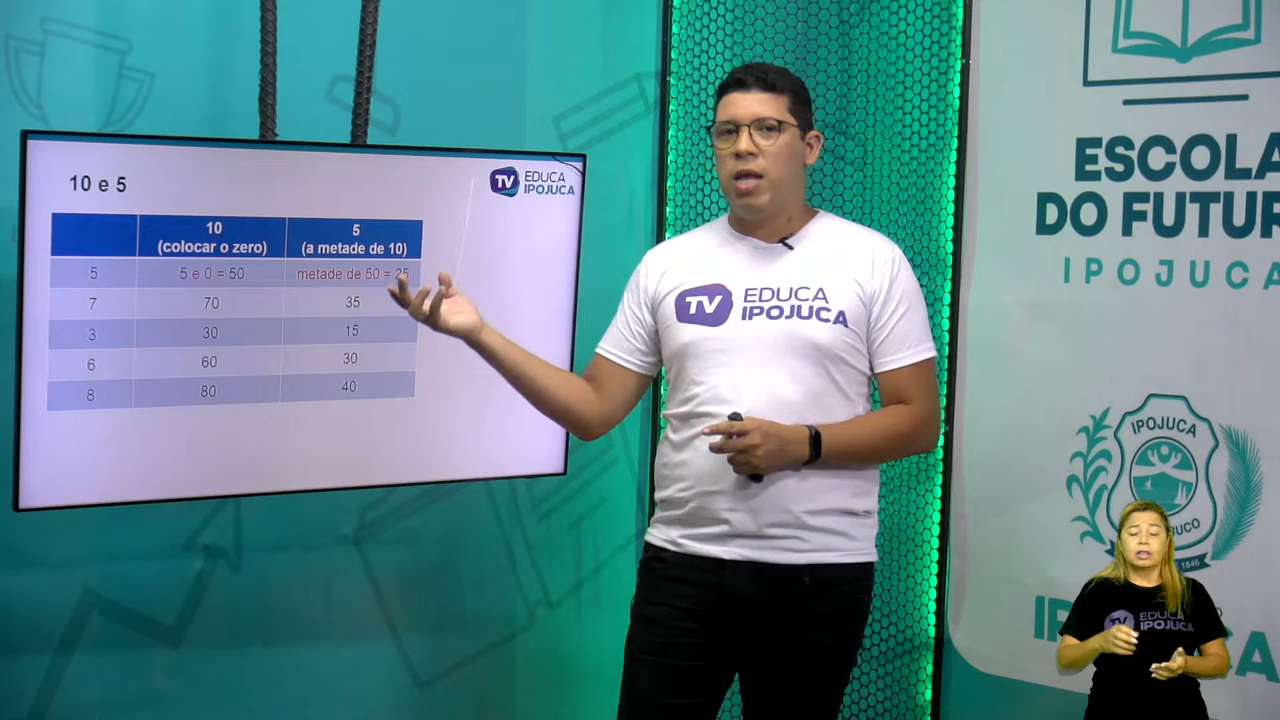 10 e 5
TV EDUCA
IPOJUCA
10
(colocar o zero)
5
(a metade de 10)
5 5 e 0 = 50 metade de 50 = 25
7 70 35
3 30 15
6 60 30
8 80 40
TV EDUCA
IPOJUCA
ESCOLA
DO FUTUR
IPOJUCA
IPOJUCA
UCO
1846
TV EDUCA
IPOJUCA